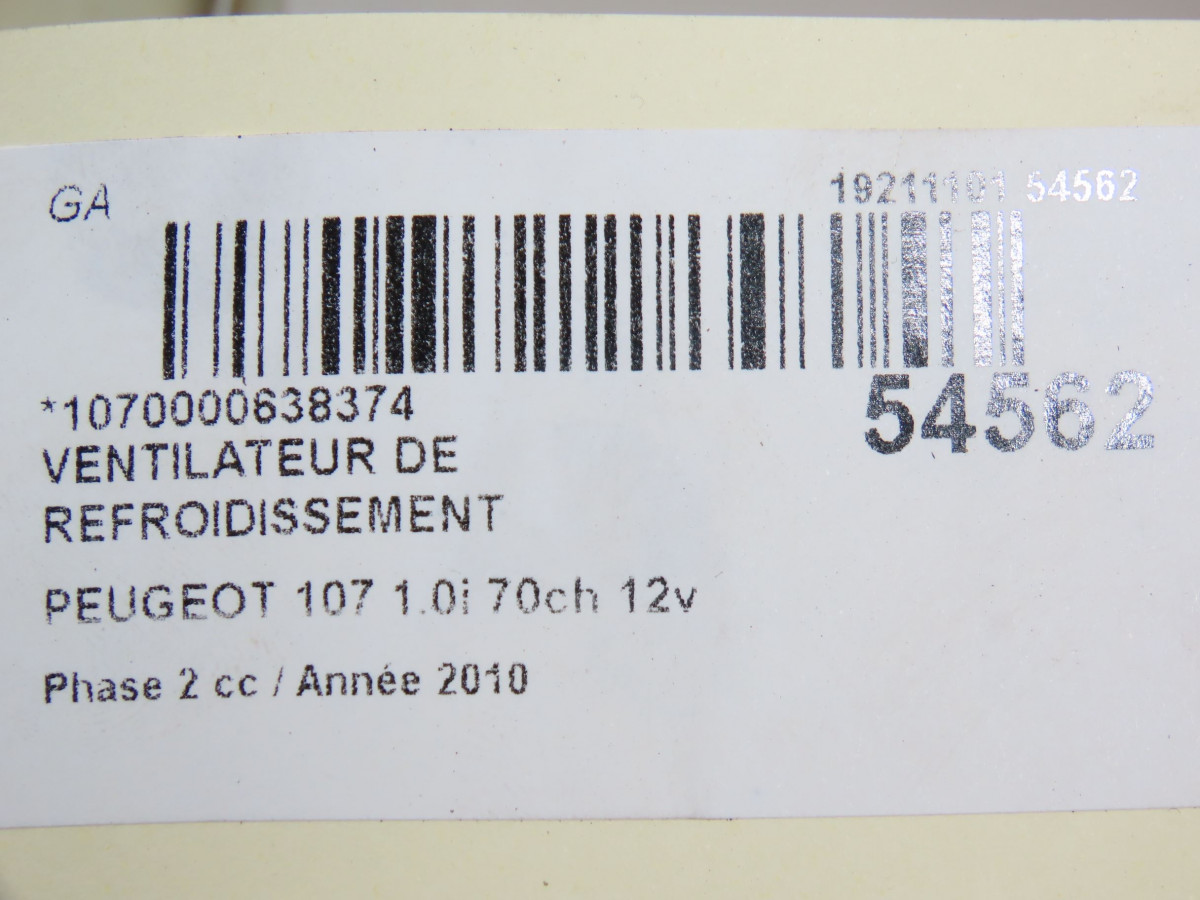 GA
19211101 54562
*1070000638374
54562
VENTILATEUR DE
REFROIDISSEMENT
PEUGEOT 107 1.0i 70ch 12v
Phase 2 cc / Année 2010